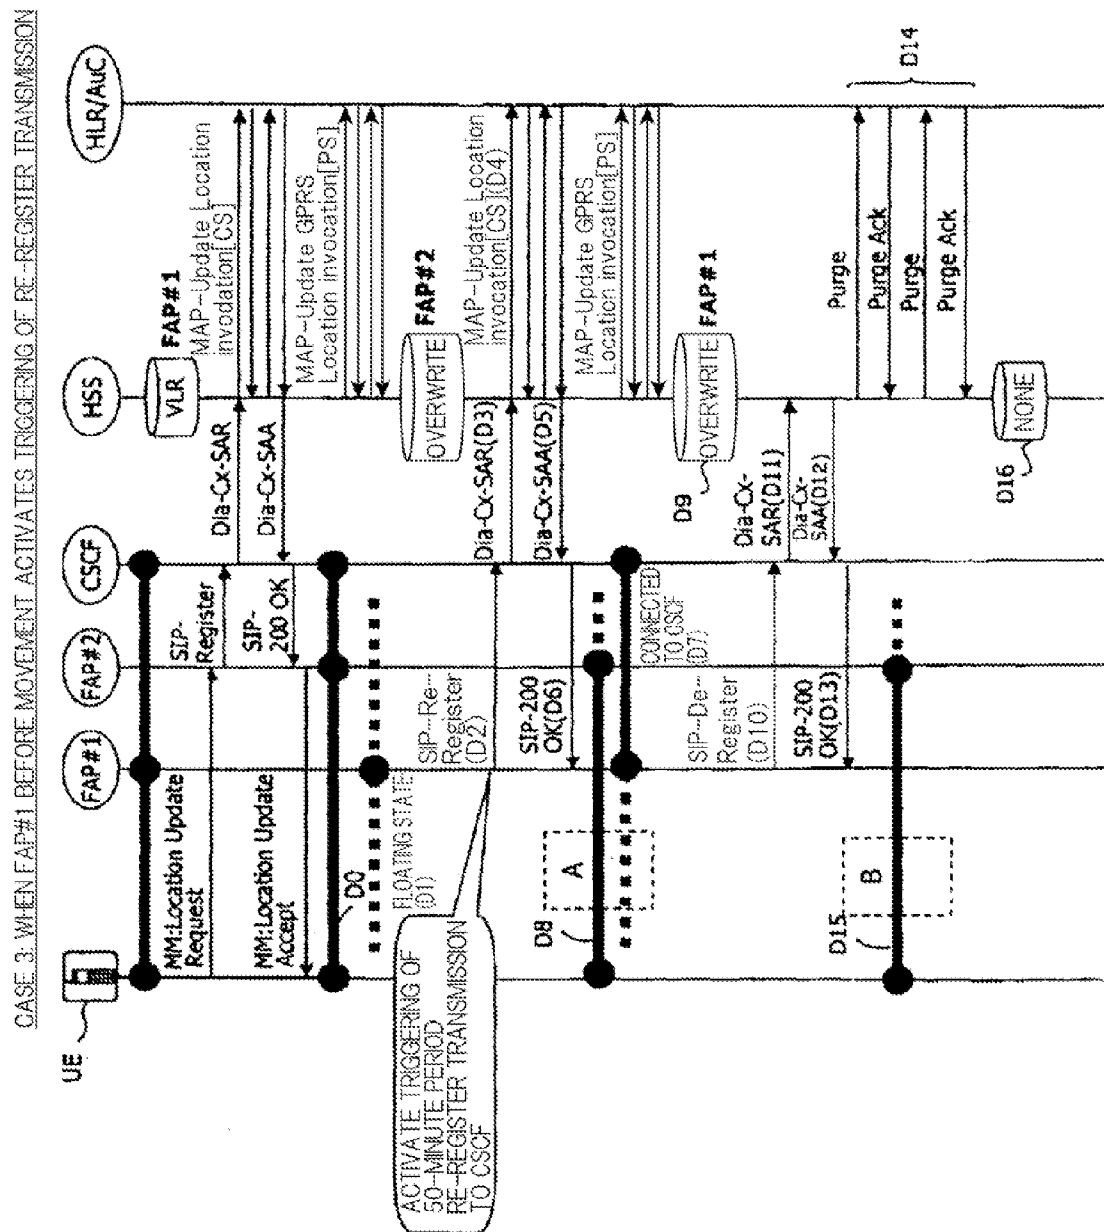 CASE 3: WHEN FAP#1 BEFORE MOVEMENT ACTIVATES TRIGGERING OF RE-REGISTER TRANSMISSION
UE
FAP#1
FAP#2
CSCF
HSS
HLR/AuC
VLR
FAP#1
MM:Location Update
Request
SIP-
Register
Dia-Cx-SAR
MAP-Update Location
invodation[CS]
MM:Location Update
Accept
SIP-
200 OK
Dia-Cx-SAA
D0
MAP-Update GPRS
Location invocation[PS]
FLOATING STATE
(D1)
OVERWRITE
FAP#2
ACTIVATE TRIGGERING OF
50-MINUTE PERIOD
RE-REGISTER TRANSMISSION
TO CSCF
SIP-Re-
Register
(D2)
Dia-Cx-SAR(D3)
MAP-Update Location
invocation[CS](D4)
SIP-200
OK(D6)
Dia-Cx-SAA(D5)
D8
A
MAP-Update GPRS
Location invocation[PS]
CONNECTED
TO CSCF
(D7)
D9
OVERWRITE
FAP#1
SIP-De-
Register
(D10)
Dia-Cx-
SAR(D11)
SIP-200
OK(D13)
Dia-Cx-
SAA(D12)
D15
B
Purge
Purge Ack
Purge
Purge Ack
D14
D16
NONE